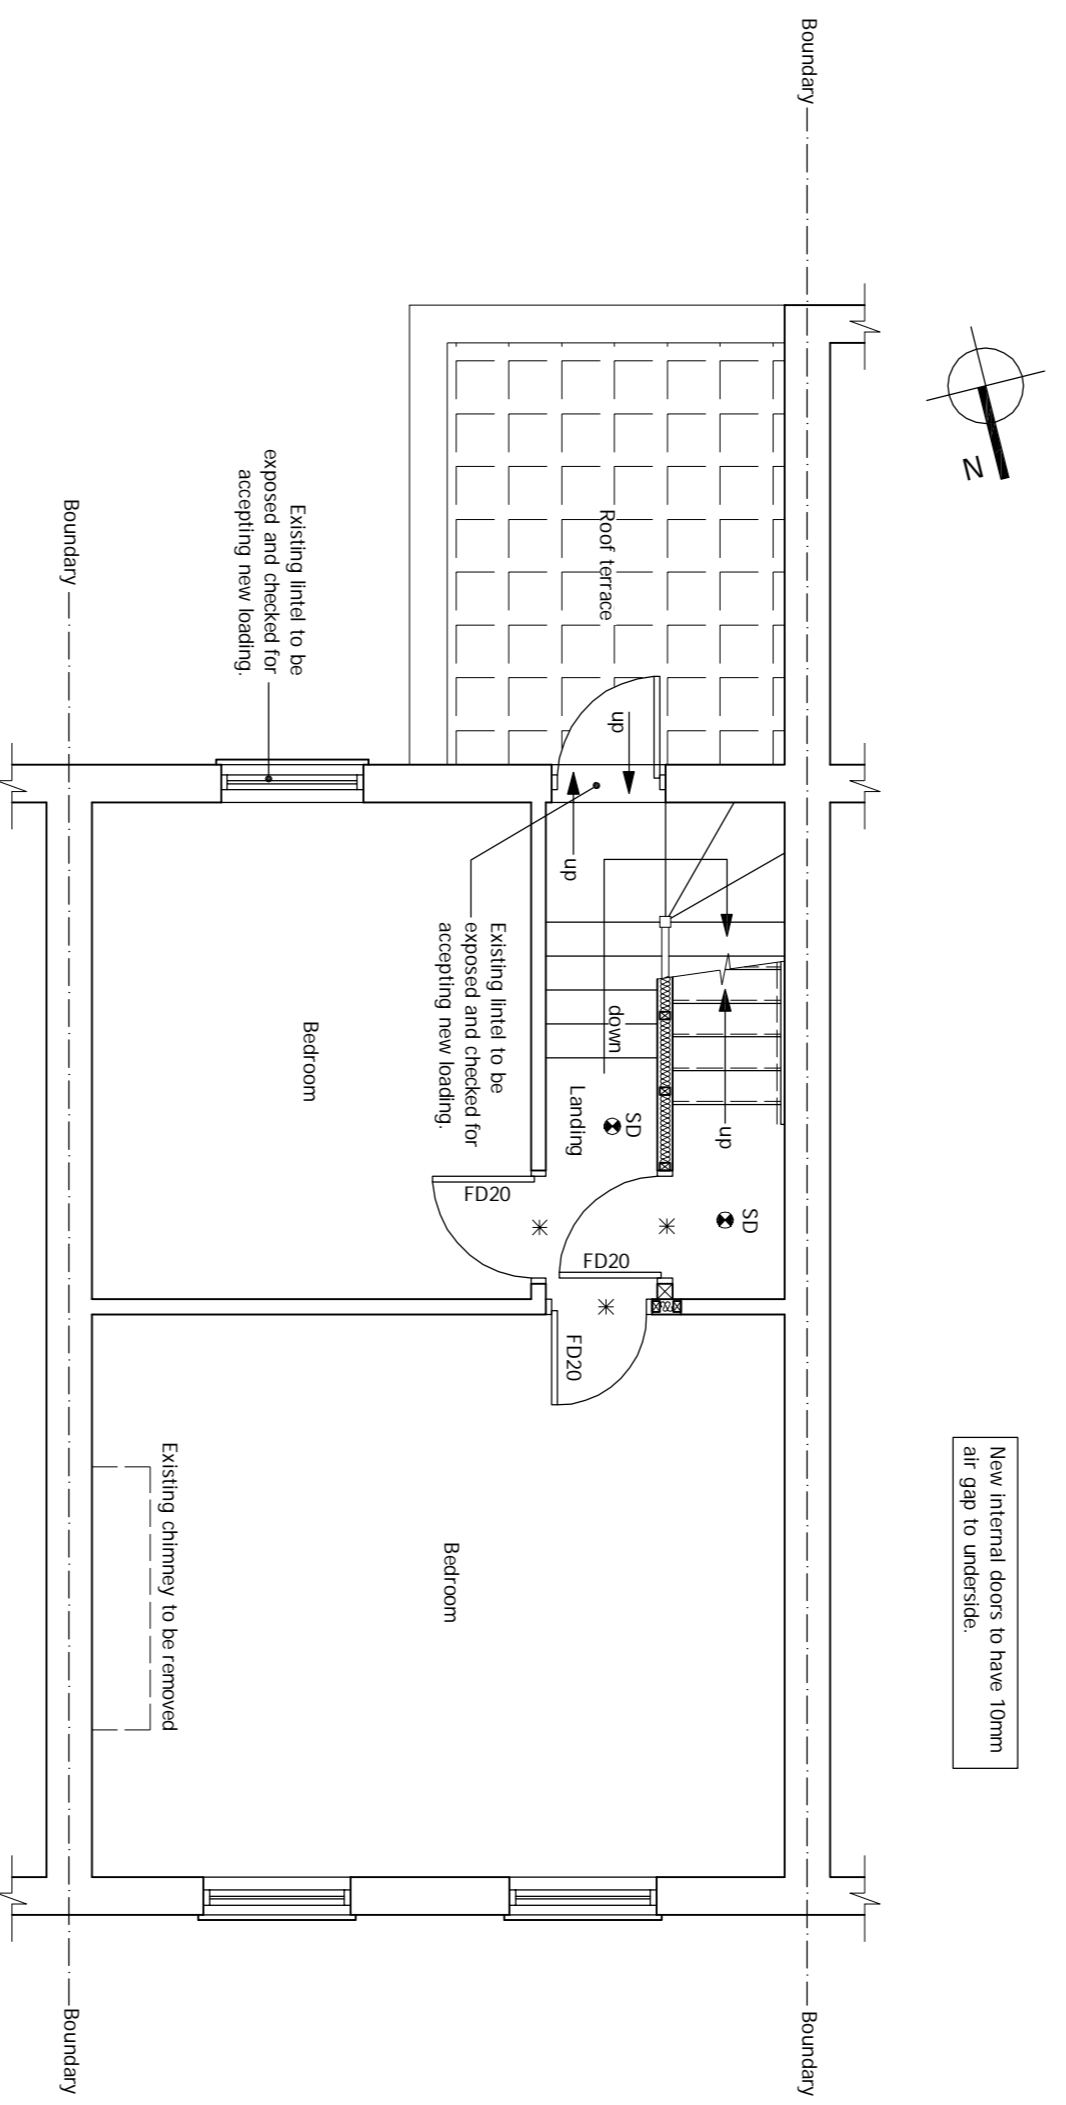 Boundary
Boundary
N
New internal doors to have 10mm
air gap to underside.
Roof terrace
up
up
down
up
SD
SD
Landing
FD20
FD20
FD20
Existing lintel to be
exposed and checked for
accepting new loading.
Existing lintel to be
exposed and checked for
accepting new loading.
Bedroom
Bedroom
Existing chimney to be removed
Boundary
Boundary